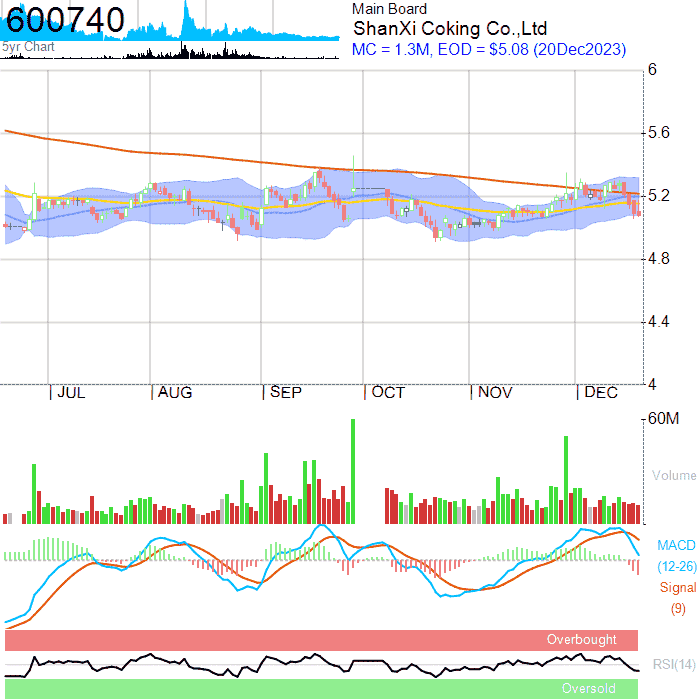 600740
5yr Chart
Main Board
ShanXi Coking Co.,Ltd
MC = 1.3M, EOD = $5.08 (20Dec2023)
6
5.6
5.2
4.8
4.4
4
JUL AUG SEP OCT NOV DEC
60M
Volume
MACD
(12-26)
Signal
(9)
Overbought
RSI(14)
Oversold